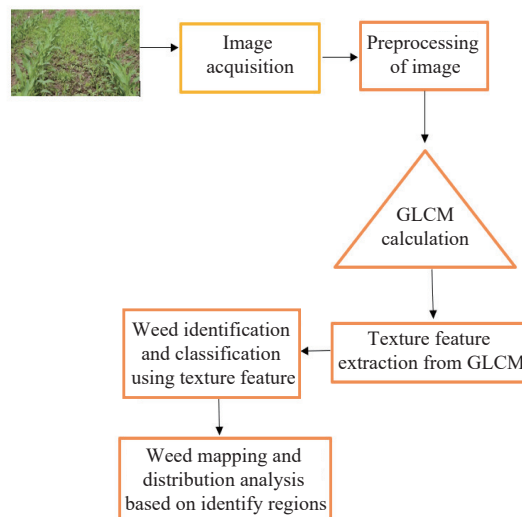 Image
acquisition
Preprocessing
of image
GLCM
calculation
Texture feature
extraction from GLCM
Weed identification
and classification
using texture feature
Weed mapping and
distribution analysis
based on identify regions